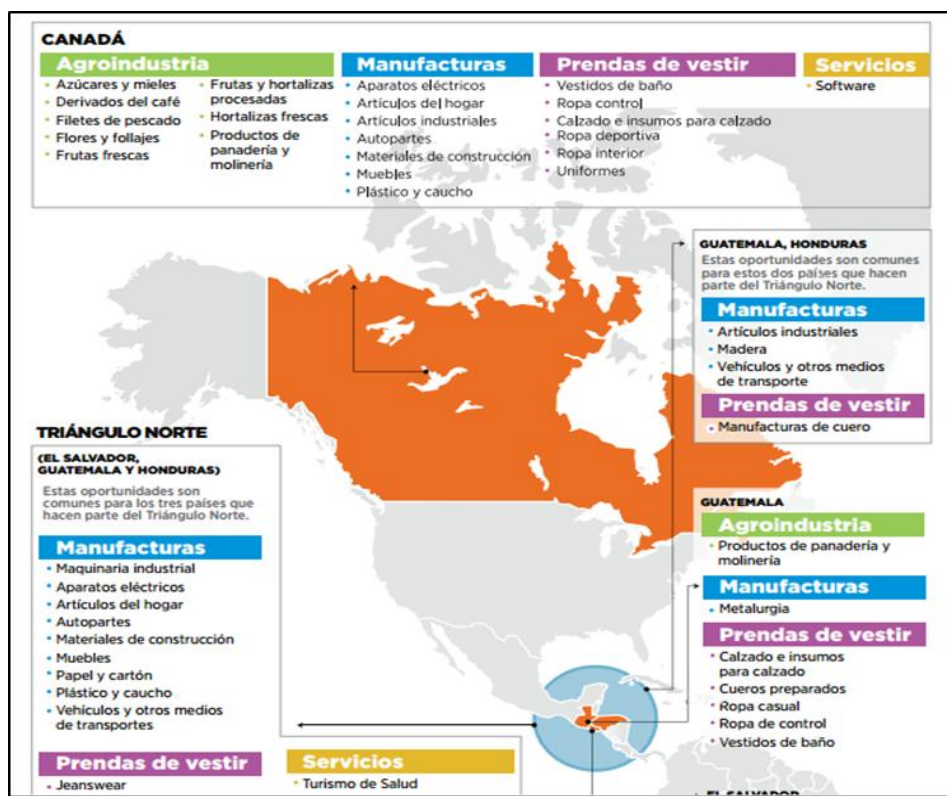 CANADÁ
Agroindustria
• Azúcares y mieles
• Derivados del café
• Filetes de pescado
• Flores y follajes
• Frutas frescas
• Frutas y hortalizas
procesadas
• Hortalizas frescas
• Productos de
panadería y
molinería
Manufacturas
• Aparatos eléctricos
• Artículos del hogar
• Artículos industriales
• Autopartes
• Materiales de construcción
• Muebles
• Plástico y caucho
Prendas de vestir
• Vestidos de baño
• Ropa control
• Calzado e insumos para calzado
• Ropa deportiva
• Ropa interior
• Uniformes
Servicios
• Software
GUATEMALA, HONDURAS
Estas oportunidades son comunes
para estos dos países que hacen
parte del Triángulo Norte.
Manufacturas
• Artículos industriales
• Madera
• Vehículos y otros medios
de transporte
Prendas de vestir
• Manufacturas de cuero
TRIÁNGULO NORTE
(EL SALVADOR,
GUATEMALA Y HONDURAS)
Estas oportunidades son
comunes para los tres países que
hacen parte del Triángulo Norte.
Manufacturas
• Maquinaria industrial
• Aparatos eléctricos
• Artículos del hogar
• Autopartes
• Materiales de construcción
• Muebles
• Papel y cartón
• Plástico y caucho
• Vehículos y otros medios
de transportes
Prendas de vestir
• Jeanswear
Servicios
• Turismo de Salud
GUATEMALA
Agroindustria
• Productos de panadería y
molinería
Manufacturas
• Metalurgia
Prendas de vestir
• Calzado e insumos
para calzado
• Cueros preparados
• Ropa casual
• Ropa de control
• Vestidos de baño
EL SALVADOR